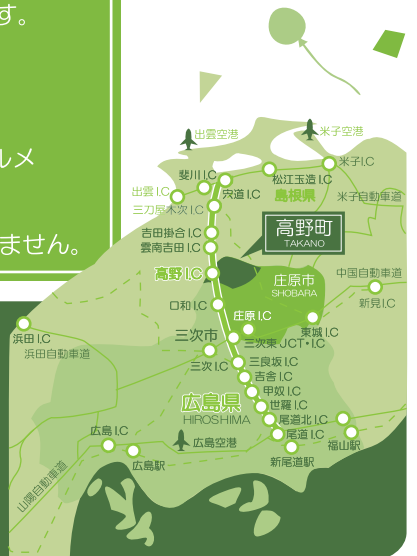 す。
ルメ
ません。
出雲空港
米子空港
斐川I.C
松江玉造I.C
米子I.C
出雲I.C
宍道I.C
島根県
米子自動車道
三刀屋木次I.C
高野町
TAKANO
吉田掛合I.C
雲南吉田I.C
高野I.C
庄原市
SHOBARA
中国自動車道
口和I.C
新見I.C
庄原I.C
浜田I.C
三次市
東城I.C
浜田自動車道
三次東JCT・I.C
三次I.C
三良坂I.C
吉舎I.C
甲奴I.C
広島県
世羅I.C
HIROSHIMA
尾道北I.C
広島I.C
広島空港
尾道I.C
福山駅
広島駅
新尾道駅
山陽自動車道